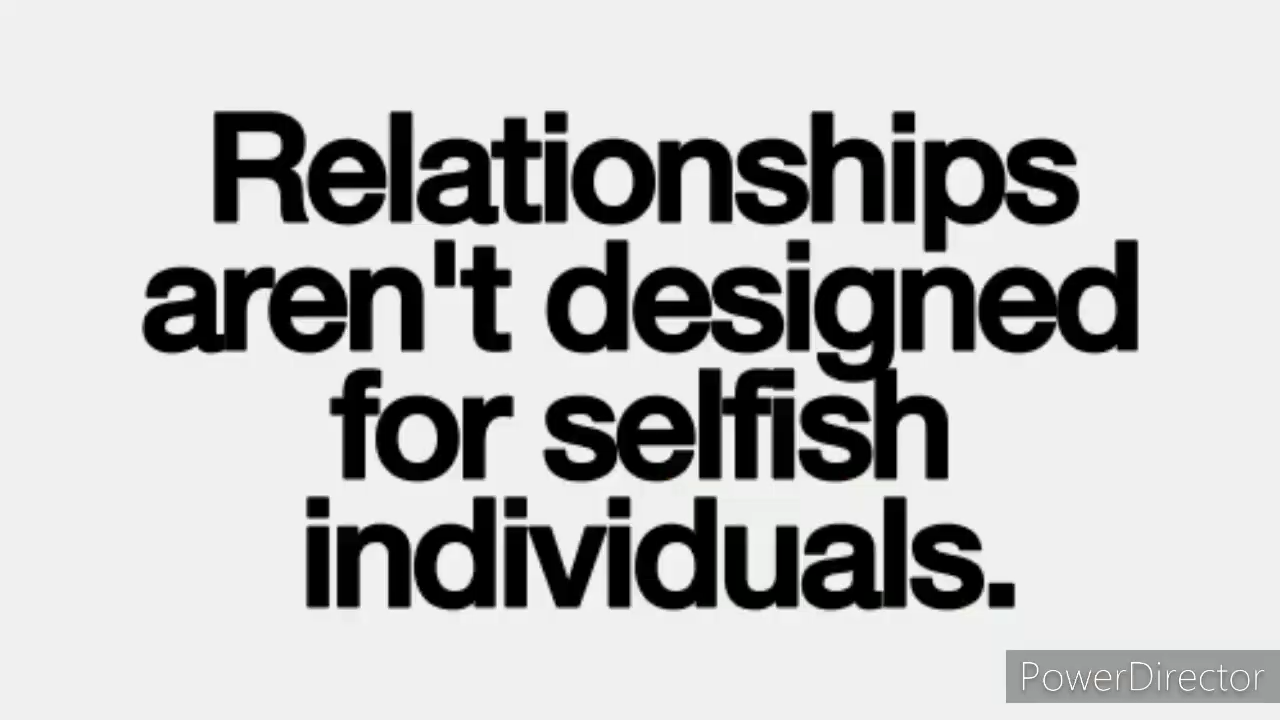 Relationships
aren't designed
for selfish
individuals.
PowerDirector